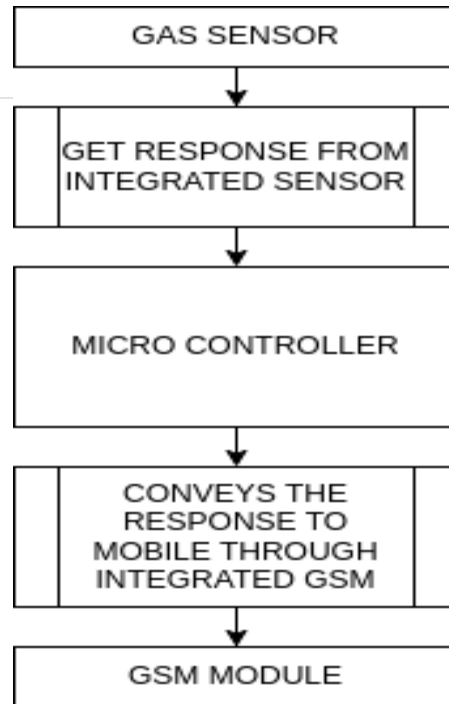 GAS SENSOR
GET RESPONSE FROM
INTEGRATED SENSOR
MICRO CONTROLLER
CONVEYS THE
RESPONSE TO
MOBILE THROUGH
INTEGRATED GSM
GSM MODULE